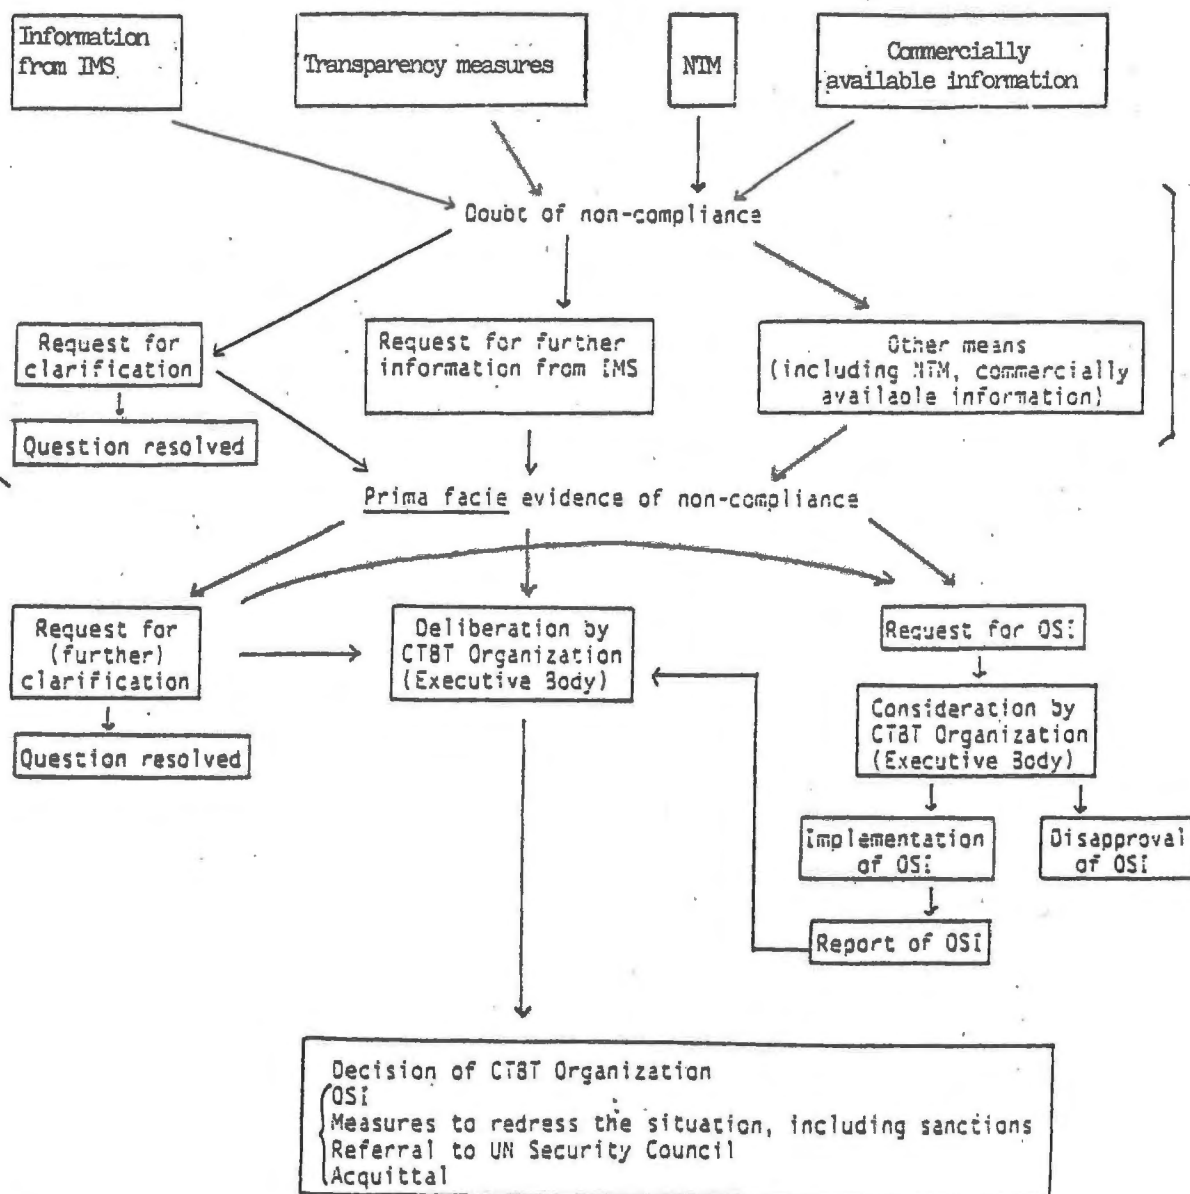 Information
from IMS
Transparency measures
NTM
Commercially
available information
Doubt of non-compliance
Request for
clarification
Request for further
information from IMS
Other means
(including NTM, commercially
available information)
Question resolved
Prima facie evidence of non-compliance
Request for
(further)
clarification
Deliberation by
CTBT Organization
(Executive Body)
Request for OSI
Question resolved
Consideration by
CTBT Organization
(Executive Body)
Implementation
of OSI
Disapproval
of OSI
Report of OSI
Decision of CTBT Organization
OSI
Measures to redress the situation, including sanctions
Referral to UN Security Council
Acquittal